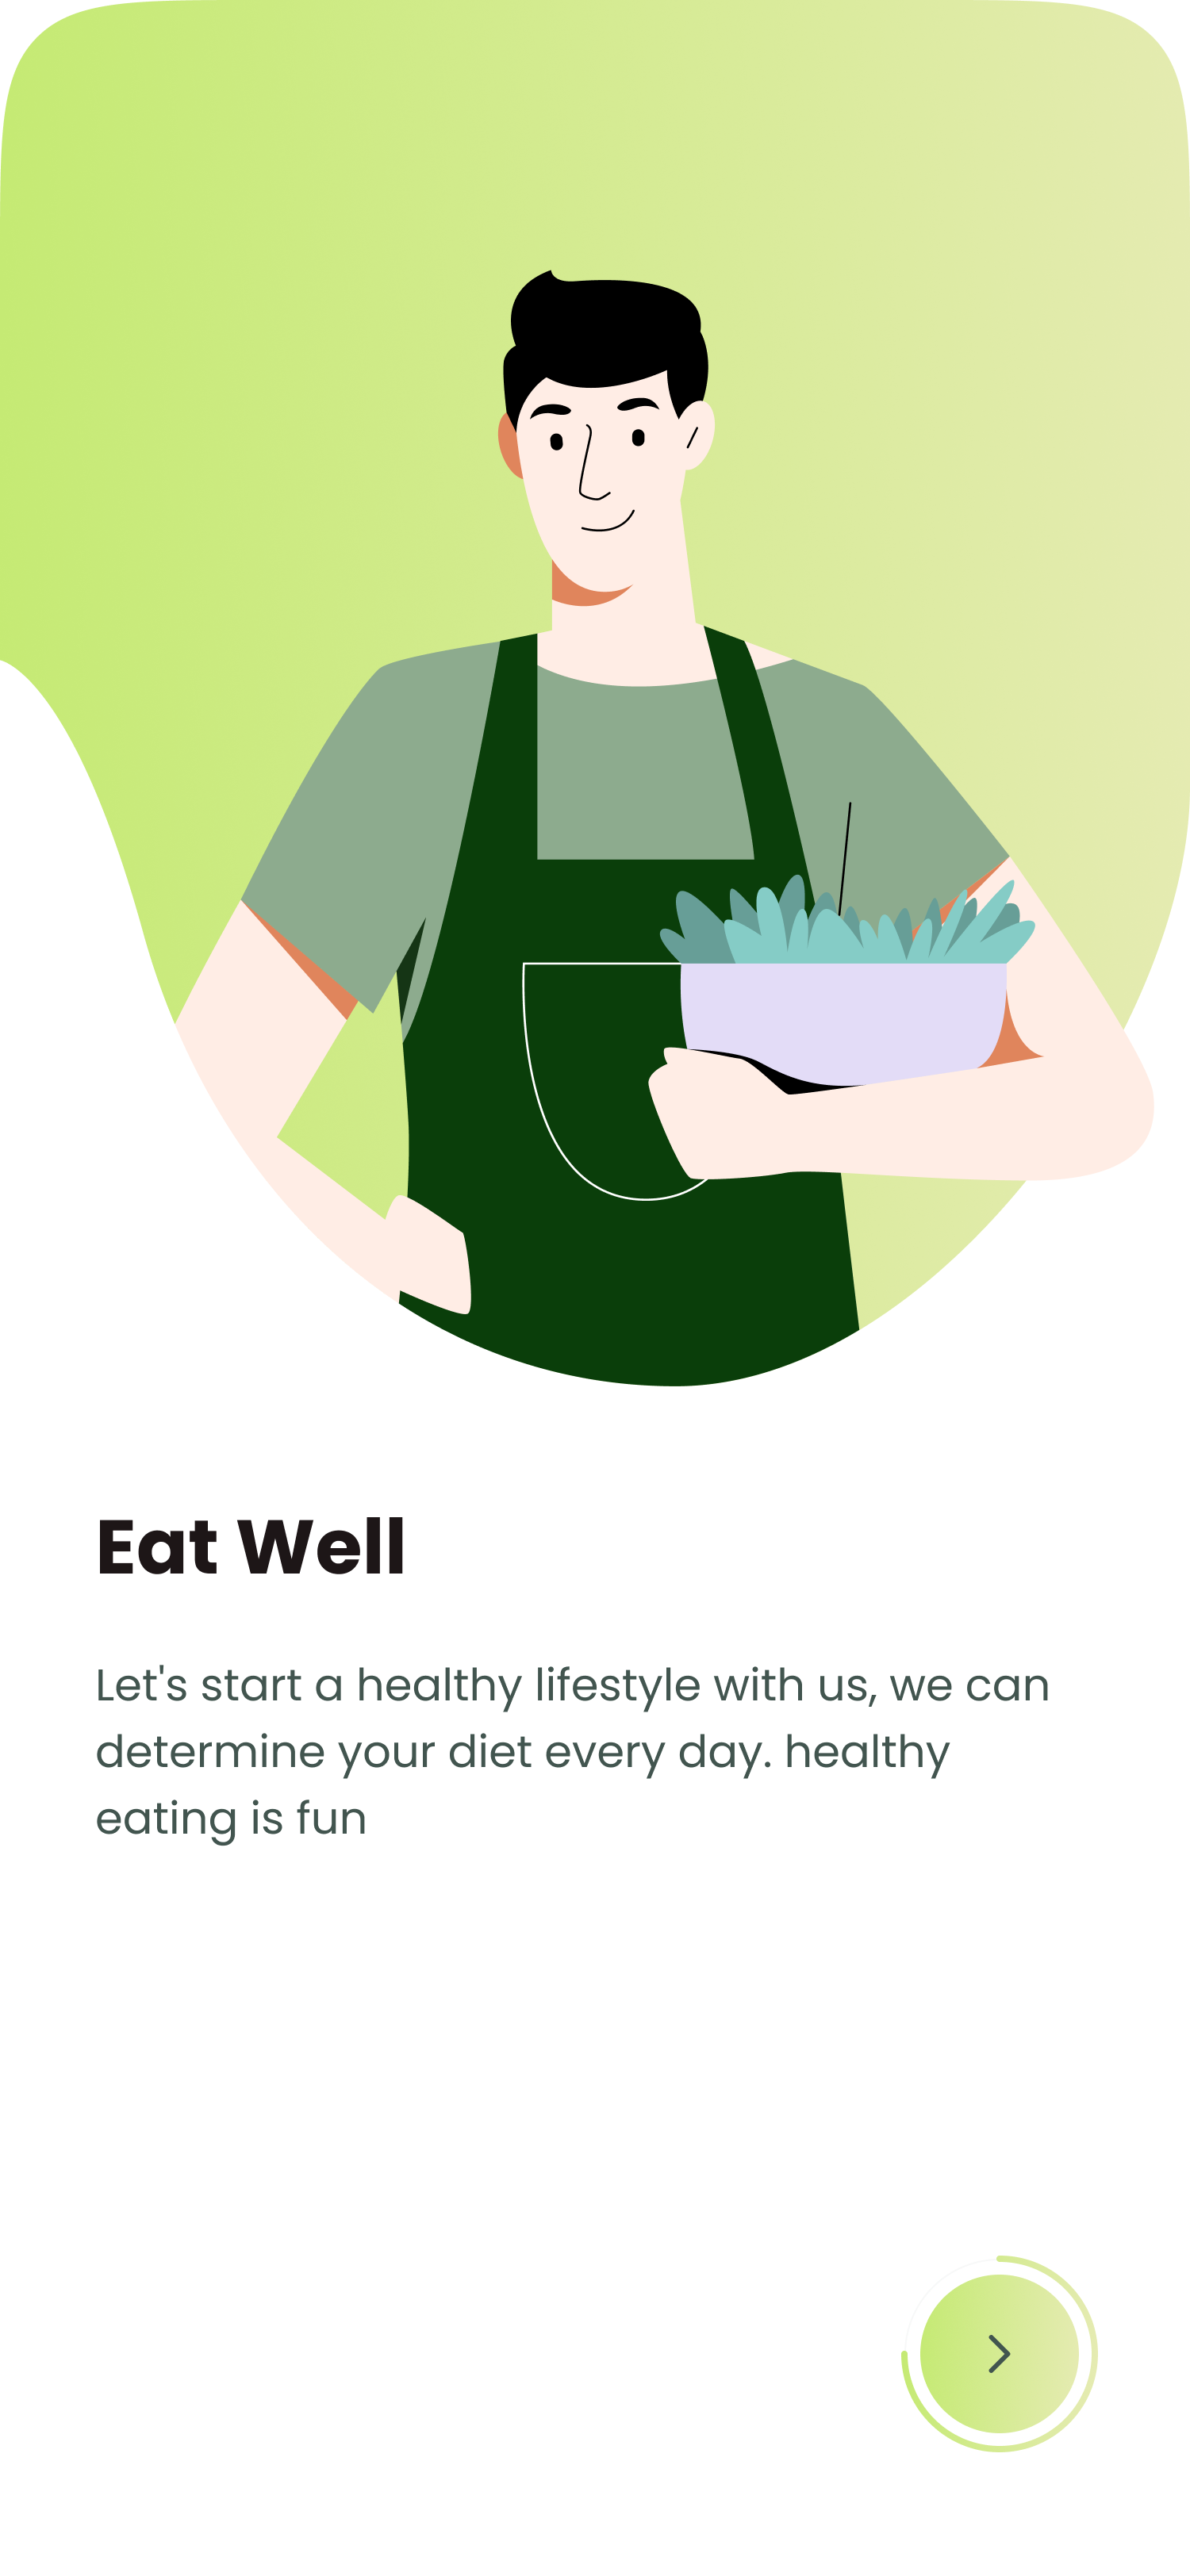 Eat Well
Let's start a healthy lifestyle with us, we can
determine your diet every day. healthy
eating is fun